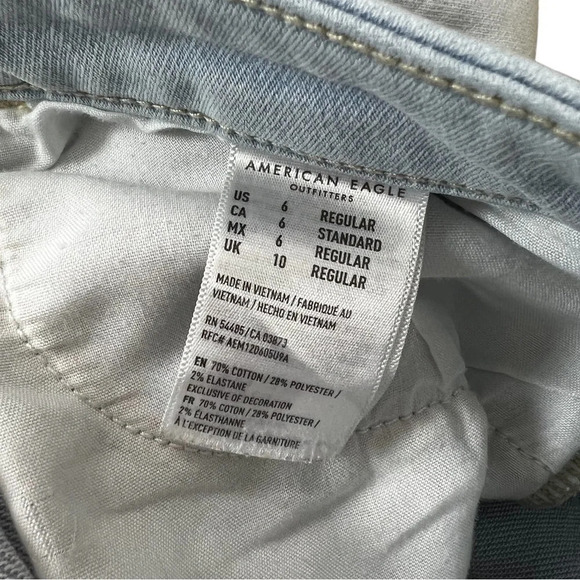 AMERICAN EAGLE
OUTFITTERS
US 6 REGULAR
CA 6 STANDARD
MX 6 REGULAR
UK 10 REGULAR
MADE IN VIETNAM / FABRIQUÉ AU
VIETNAM / HECHO EN VIETNAM
RN 54485/CA 03873
RFC# AEM120605U9A
EN 70% COTTON / 28% POLYESTER /
2% ELASTANE
EXCLUSIVE OF DECORATION
FR 70% COTON / 28% POLYESTER /
2% ÉLASTHANNE
À L'EXCEPTION DE LA GARNITURE